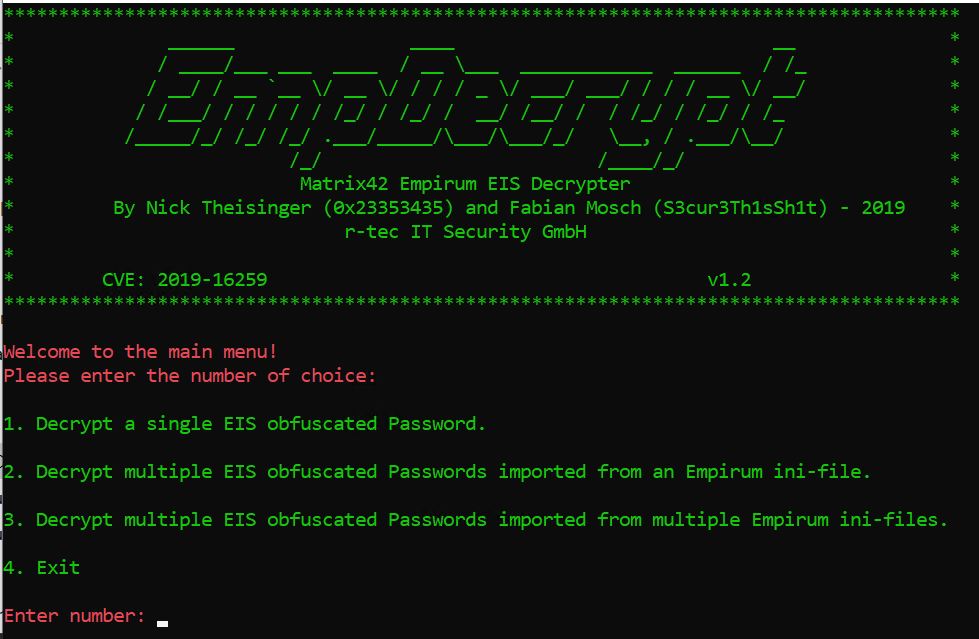 EmpDecrypt
Matrix42 Empirum EIS Decrypter
By Nick Theisinger (0x23353435) and Fabian Mosch (S3cur3Th1sSh1t) - 2019
r-tec IT Security GmbH
CVE: 2019-16259 v1.2
Welcome to the main menu!
Please enter the number of choice:
1. Decrypt a single EIS obfuscated Password.
2. Decrypt multiple EIS obfuscated Passwords imported from an Empirum ini-file.
3. Decrypt multiple EIS obfuscated Passwords imported from multiple Empirum ini-files.
4. Exit
Enter number: